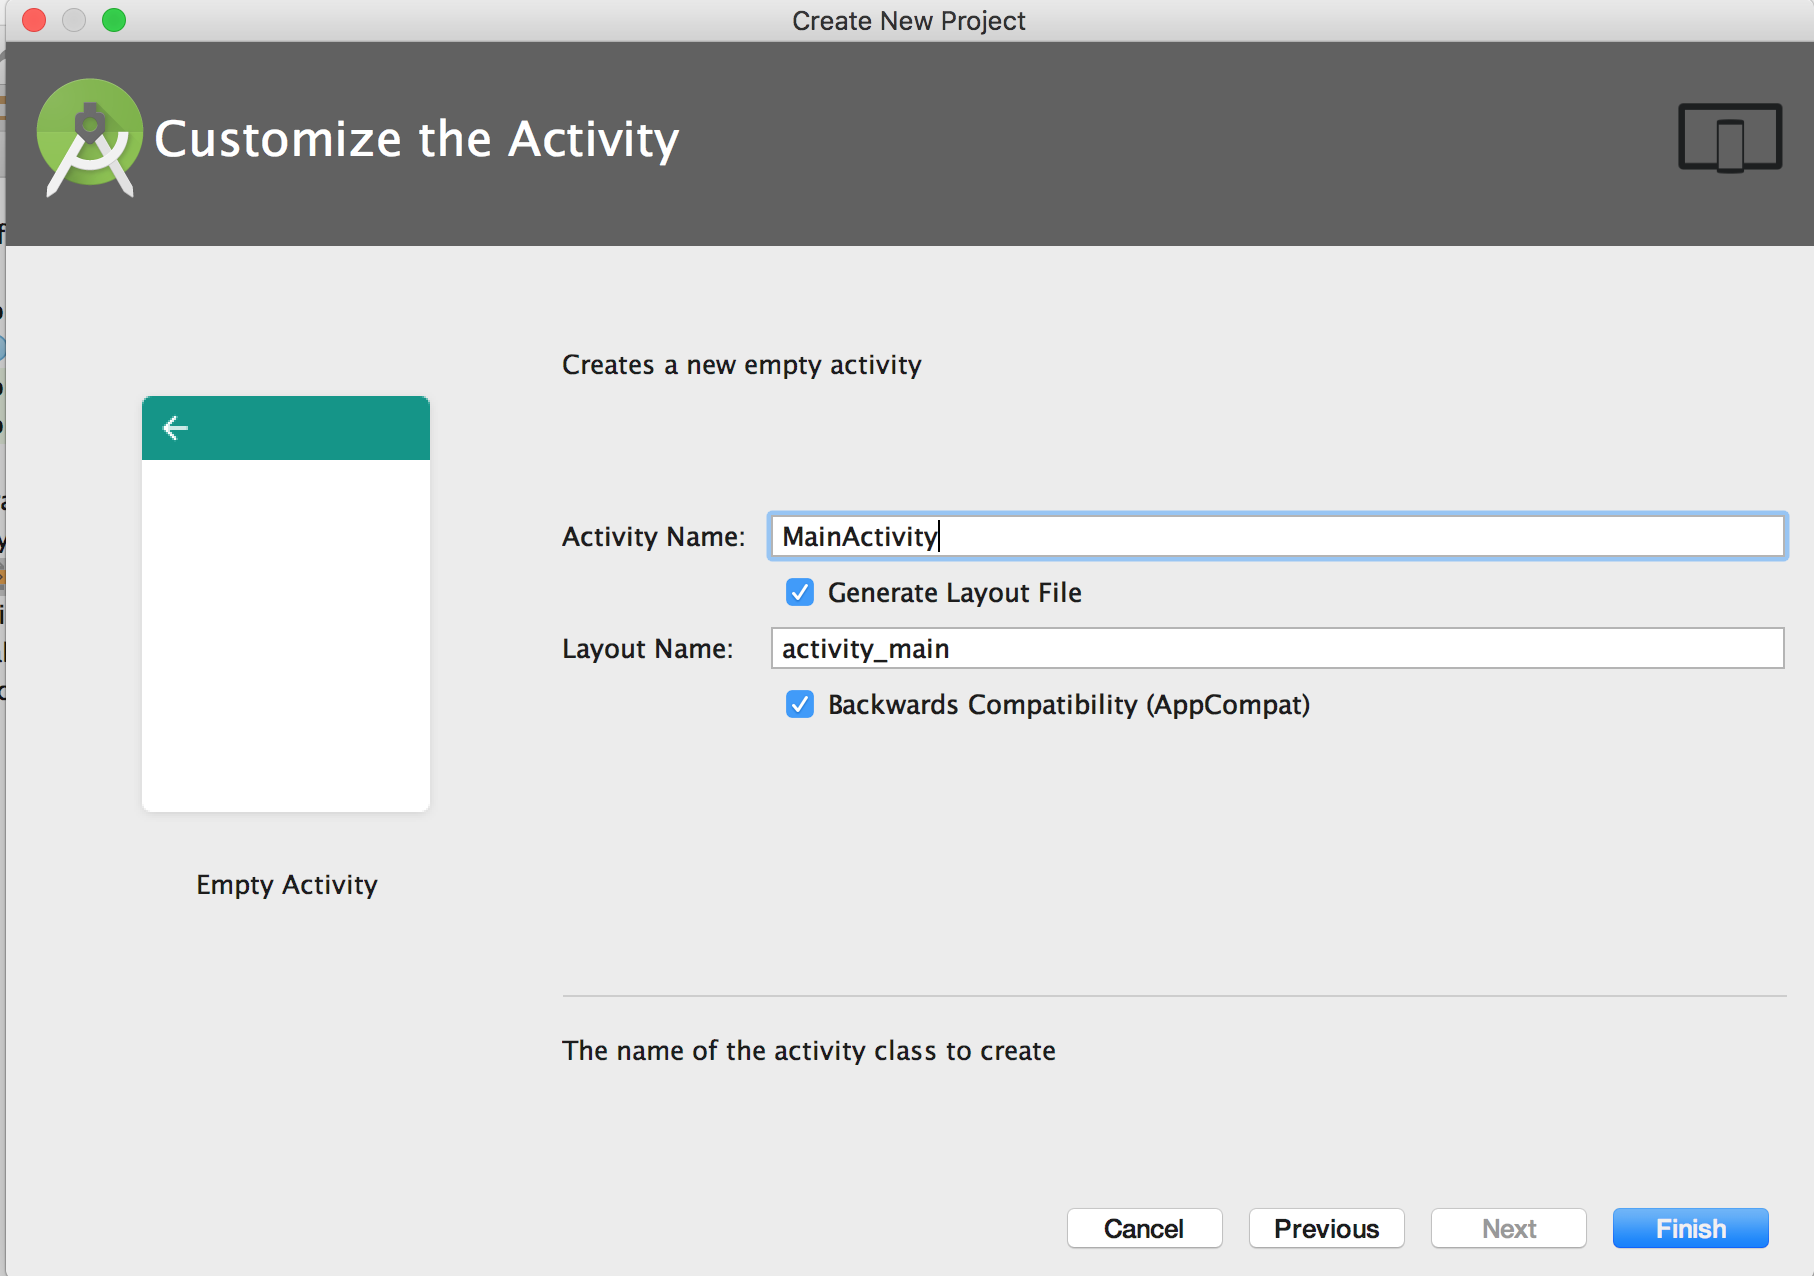 Create New Project
Customize the Activity
Creates a new empty activity
Activity Name: MainActivity
Generate Layout File
Layout Name: activity_main
Backwards Compatibility (AppCompat)
Empty Activity
The name of the activity class to create
Cancel Previous Next Finish